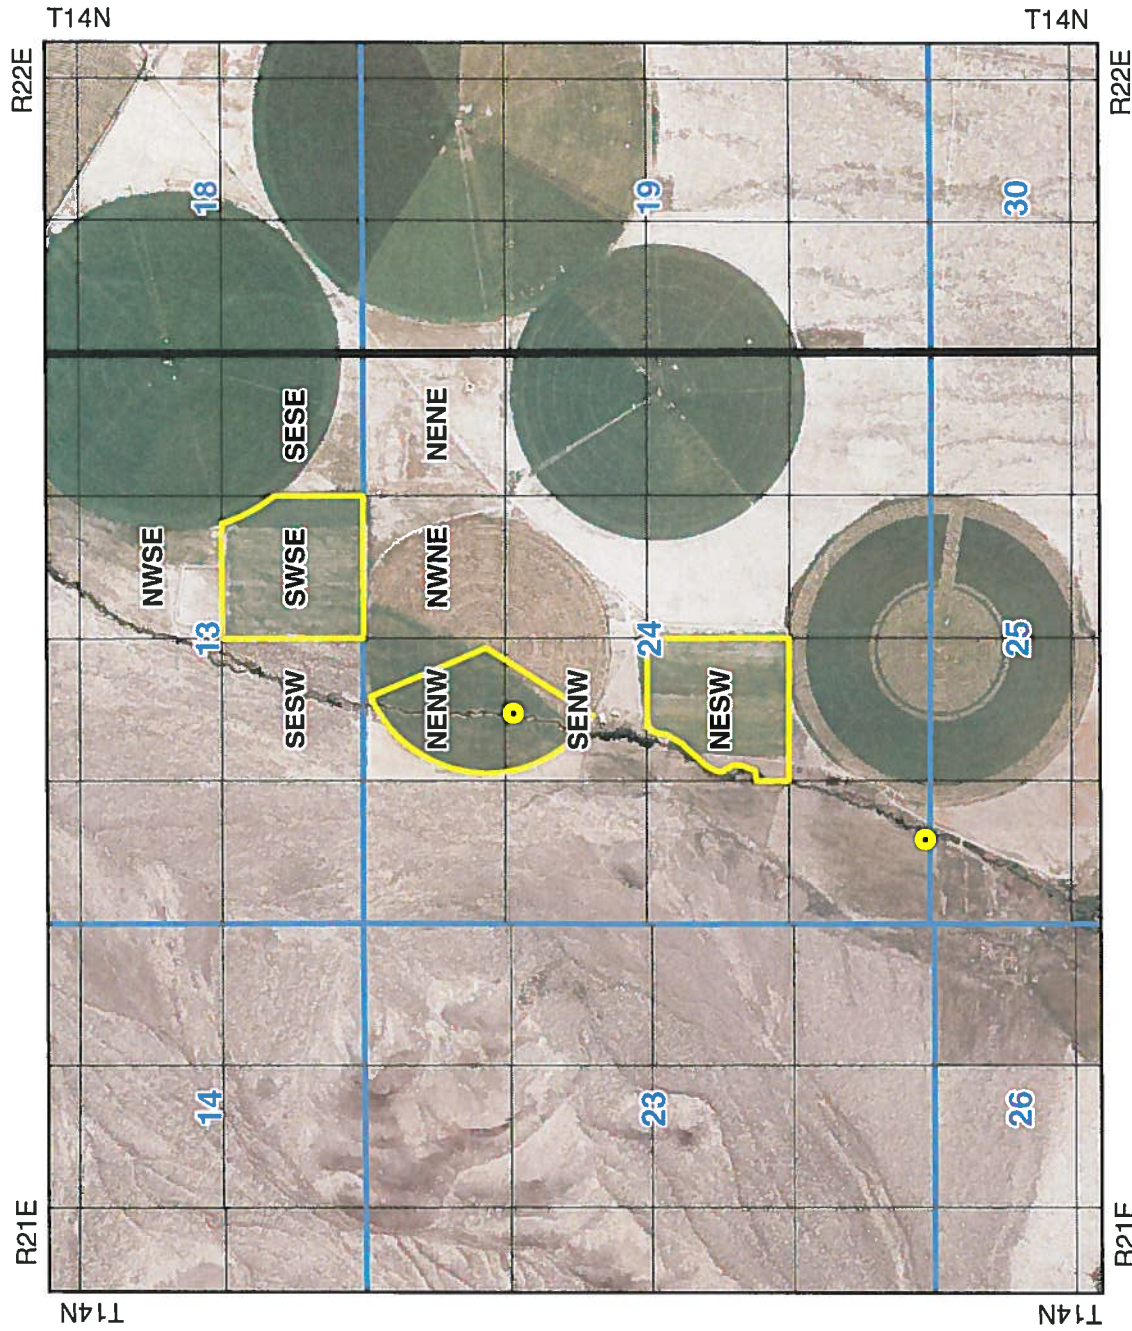 T14N
T14N
R22E
R22E
18
19
30
SESE
NENE
NWSE
SWSE
NWNE
13
24
25
SESW
NENW
SENW
NESW
14
23
26
R21E
R21E
T14N
T14N